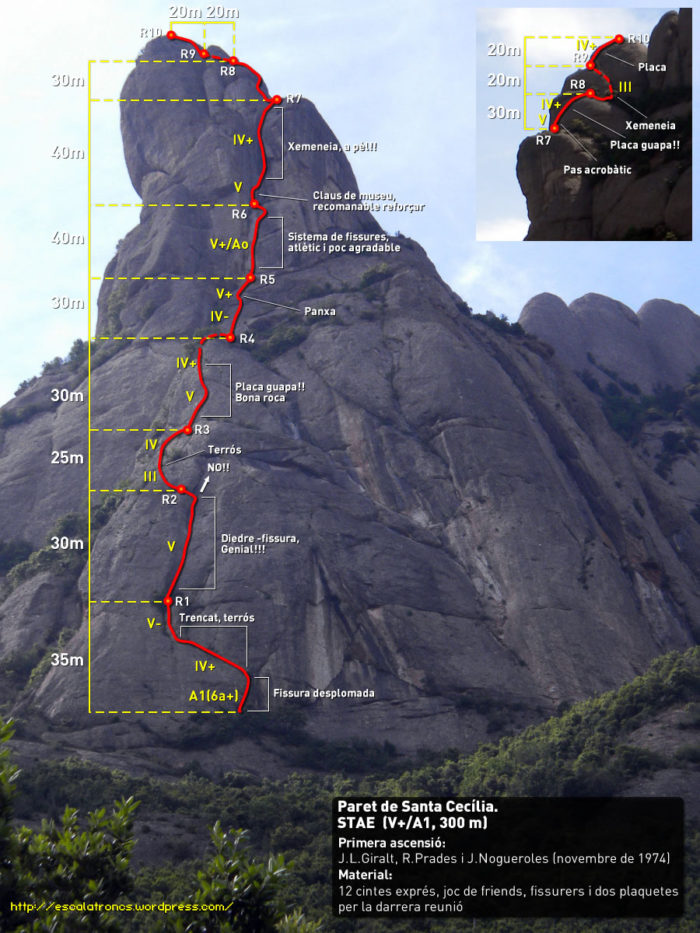 20m 20m
R10
R9
R8
30m
R7
40m
IV+
Xemeneia, a pèl!!
V
Claus de museu,
recomanable reforçar
R6
40m
V+/Ao
Sistema de fissures,
atlètic i poc agradable
R5
30m
V+
Panxa
IV-
R4
IV+
30m
Placa guapa!!
Bona roca
V
R3
IV
25m
Terrós
NO!!
III
R2
30m
V
Diedre -fissura,
Genial!!!
R1
Trencat, terrós
V-
35m
IV+
A1(6a+)
Fissura desplomada
R10
IV+
20m
R9
Placa
20m
III
R8
30m
IV+
Xemeneia
V
Placa guapa!!
R7
Pas acrobàtic
Paret de Santa Cecília.
STAE (V+/A1, 300 m)
Primera ascensió:
J.L.Giralt, R.Prades i J.Nogueroles (novembre de 1974)
Material:
12 cintes exprés, joc de friends, fissurers i dos plaquetes
per la darrera reunió
http://escalatroncs.wordpress.com/